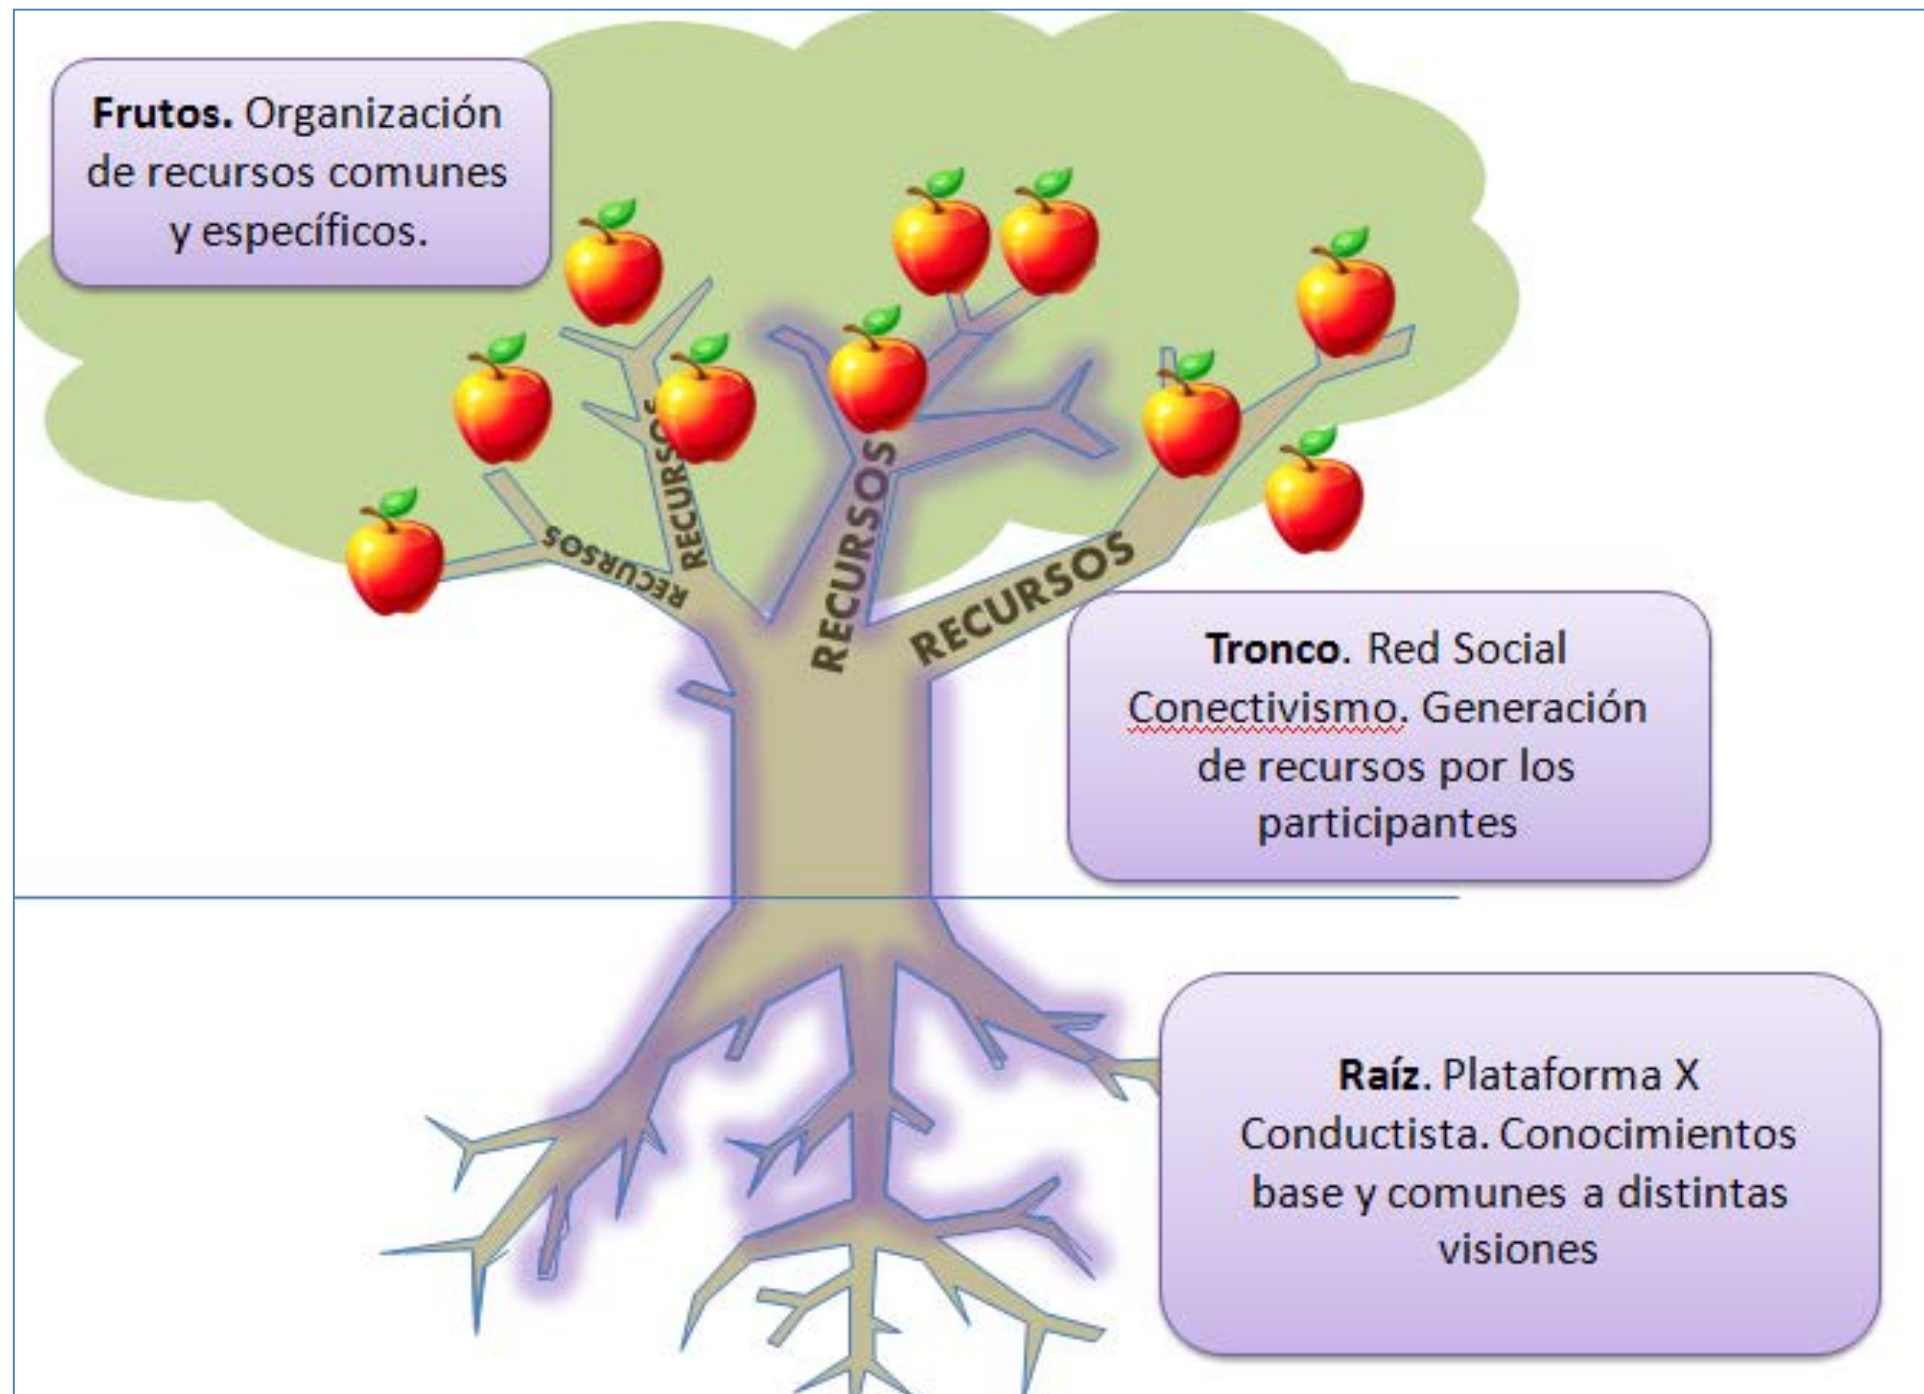 Frutos. Organización
de recursos comunes
y específicos.
RECURSOS
RECURSOS
RECURSOS
RECURSOS
Tronco. Red Social
Conectivismo. Generación
de recursos por los
participantes
Raíz. Plataforma X
Conductista. Conocimientos
base y comunes a distintas
visiones